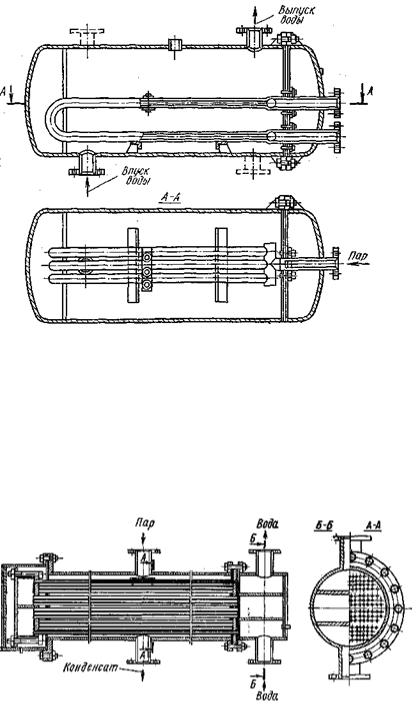 Выпуск
воды
А
А
Впуск
воды
А-А
Пар
Пар
Вода
Б
Б-Б
А-А
А
А
Конденсат
Б
Вода